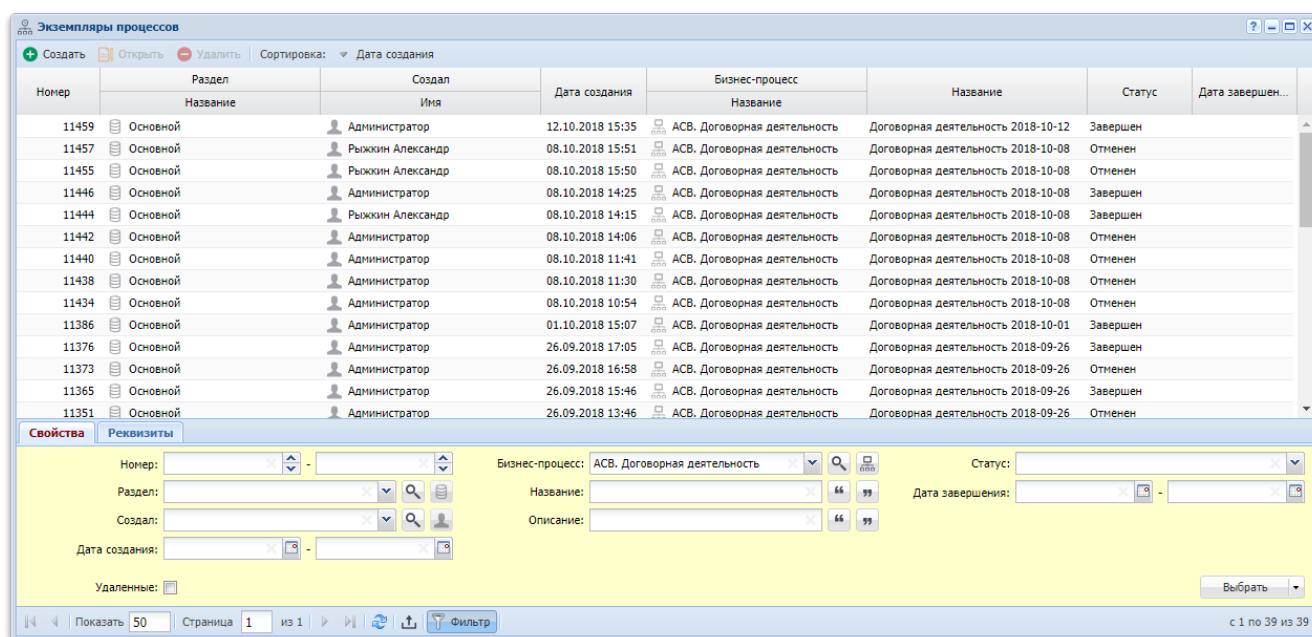 Экземпляры процессов
Создать Открыть Удалить Сортировка: Дата создания
Номер Раздел Создал Дата создания Бизнес-процесс Название Статус Дата завершен...
Название Имя Название
11459 Основной Администратор 12.10.2018 15:35 АСВ. Договорная деятельность Договорная деятельность 2018-10-12 Завершен
11457 Основной Рыжкин Александр 08.10.2018 15:51 АСВ. Договорная деятельность Договорная деятельность 2018-10-08 Отменен
11455 Основной Рыжкин Александр 08.10.2018 15:50 АСВ. Договорная деятельность Договорная деятельность 2018-10-08 Отменен
11446 Основной Администратор 08.10.2018 14:25 АСВ. Договорная деятельность Договорная деятельность 2018-10-08 Завершен
11444 Основной Рыжкин Александр 08.10.2018 14:15 АСВ. Договорная деятельность Договорная деятельность 2018-10-08 Завершен
11442 Основной Администратор 08.10.2018 14:06 АСВ. Договорная деятельность Договорная деятельность 2018-10-08 Отменен
11440 Основной Администратор 08.10.2018 11:41 АСВ. Договорная деятельность Договорная деятельность 2018-10-08 Отменен
11438 Основной Администратор 08.10.2018 11:30 АСВ. Договорная деятельность Договорная деятельность 2018-10-08 Отменен
11434 Основной Администратор 08.10.2018 10:54 АСВ. Договорная деятельность Договорная деятельность 2018-10-08 Отменен
11386 Основной Администратор 01.10.2018 15:07 АСВ. Договорная деятельность Договорная деятельность 2018-10-01 Завершен
11376 Основной Администратор 26.09.2018 17:05 АСВ. Договорная деятельность Договорная деятельность 2018-09-26 Завершен
11373 Основной Администратор 26.09.2018 16:58 АСВ. Договорная деятельность Договорная деятельность 2018-09-26 Отменен
11365 Основной Администратор 26.09.2018 15:46 АСВ. Договорная деятельность Договорная деятельность 2018-09-26 Завершен
11351 Основной Администратор 26.09.2018 13:46 АСВ. Договорная деятельность Договорная деятельность 2018-09-26 Отменен
Свойства Реквизиты
Номер: - Бизнес-процесс: АСВ. Договорная деятельность Статус:
Раздел: Название: Дата завершения: -
Создал: Описание:
Дата создания: -
Удаленные: Выбрать
Показать 50 Страница 1 из 1 Фильтр с 1 по 39 из 39